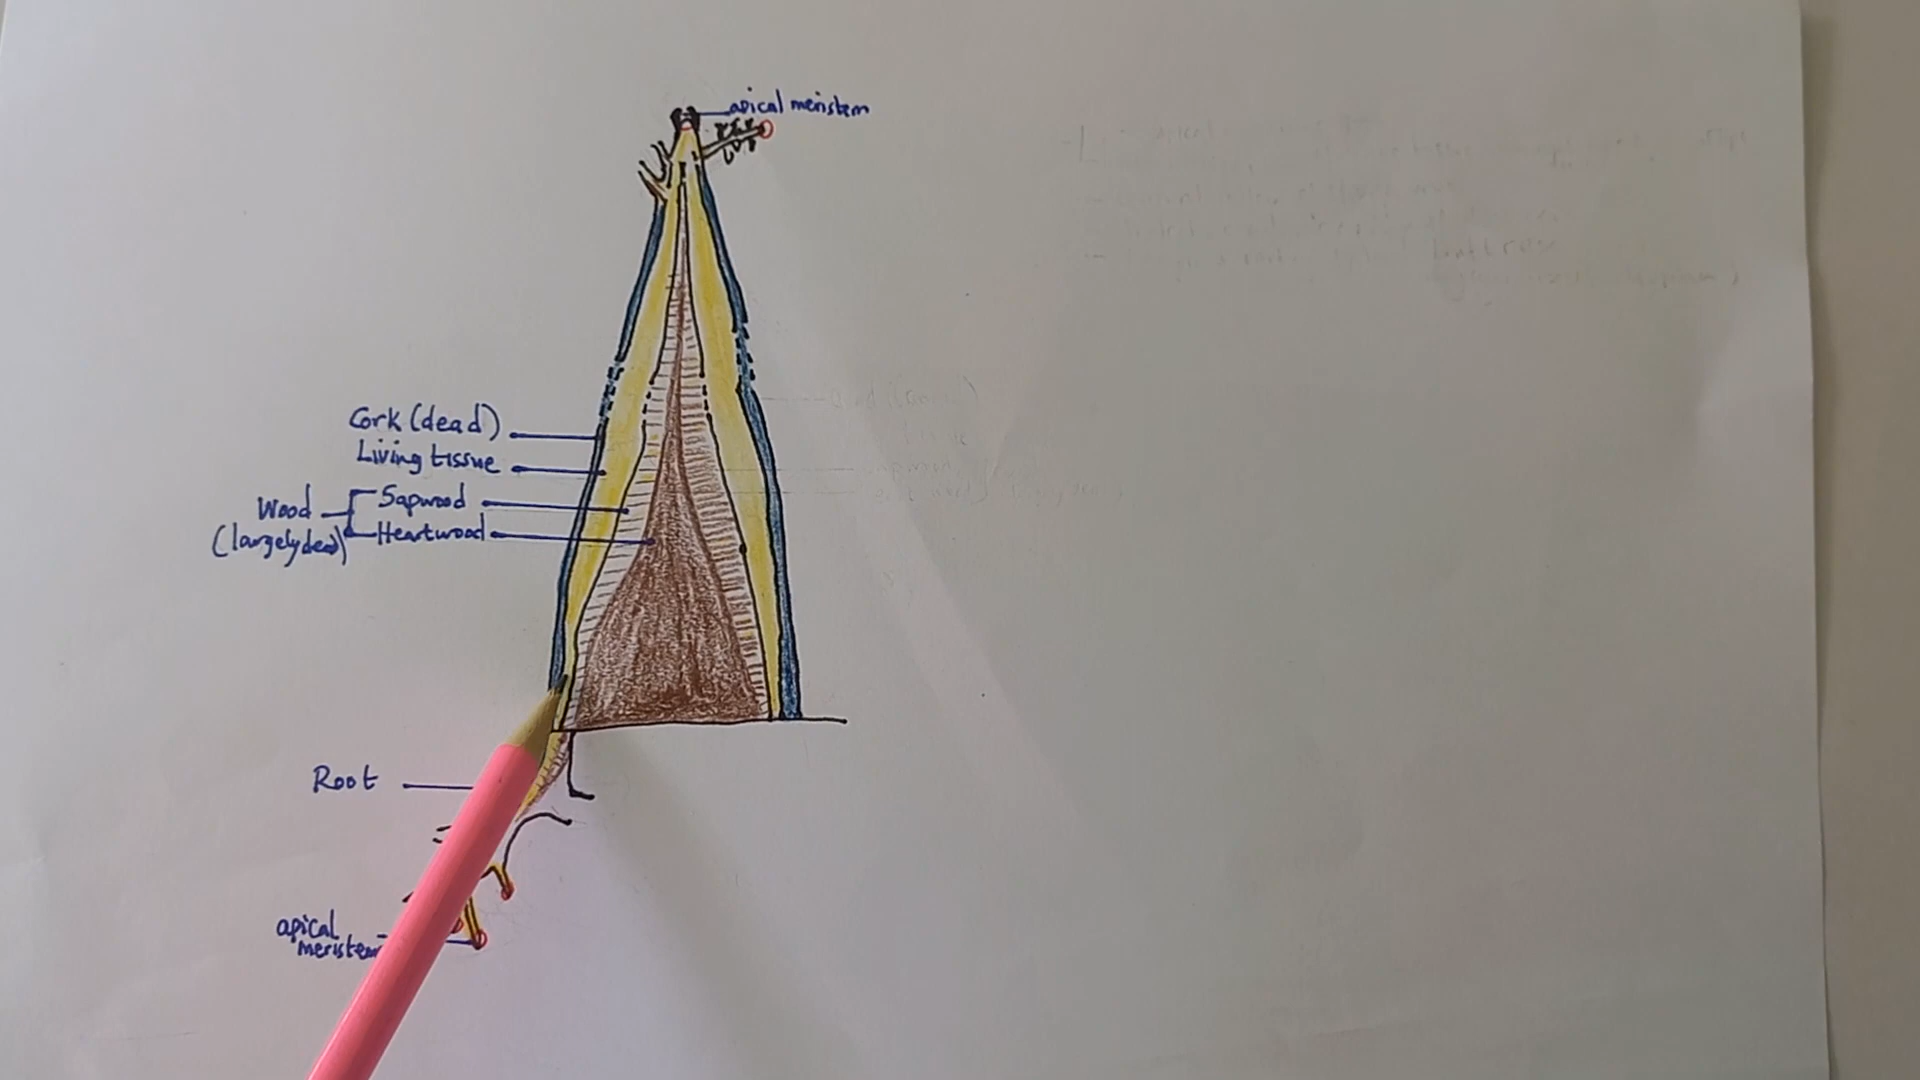 apical meristem
Cork (dead)
Living tissue
Wood
(largely dead)
Sapwood
Heartwood
Root
apical
meristem